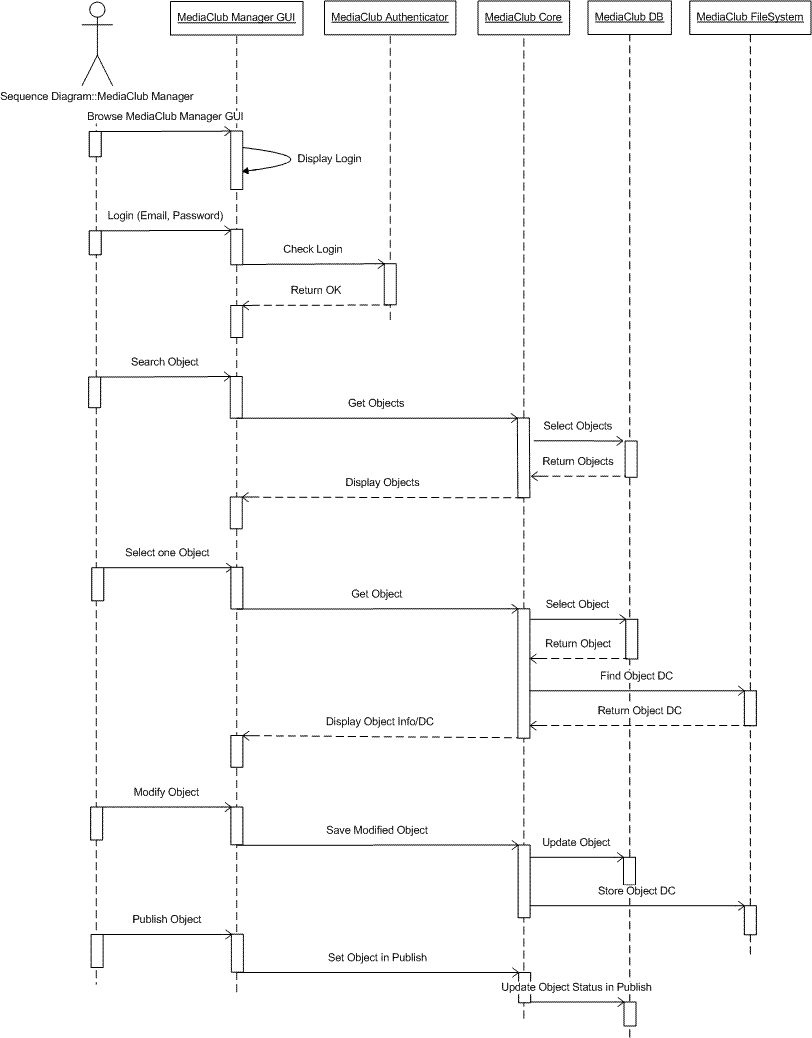 MediaClub Manager GUI
MediaClub Authenticator
MediaClub Core
MediaClub DB
MediaClub FileSystem
Sequence Diagram::MediaClub Manager
Browse MediaClub Manager GUI
Display Login
Login (Email, Password)
Check Login
Return OK
Search Object
Get Objects
Select Objects
Return Objects
Display Objects
Select one Object
Get Object
Select Object
Return Object
Find Object DC
Return Object DC
Display Object Info/DC
Modify Object
Save Modified Object
Update Object
Store Object DC
Publish Object
Set Object in Publish
Update Object Status in Publish